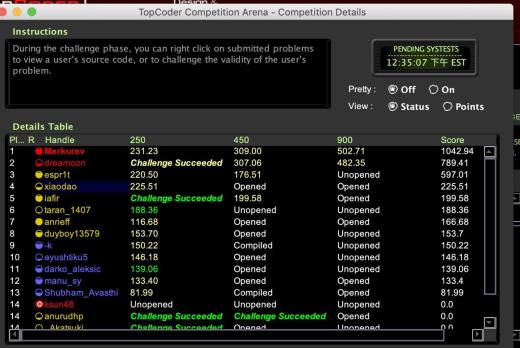 Design &
TopCoder Competition Arena - Competition Details
Instructions
During the challenge phase, you can right click on submitted problems
to view a user's source code, or to challenge the validity of the user's
problem.
PENDING SYSTESTS
12:35:07 下午 EST
Pretty : Off On
View : Status Points
Details Table
Pl... R Handle 250 450 900 Score
1 Merkurev 231.23 309.00 502.71 1042.94
2 dreamoon Challenge Succeeded 307.06 482.35 789.41
3 espr1t 220.50 176.51 Unopened 597.01
4 xiaodao 225.51 Opened Opened 225.51
5 iafir Challenge Succeeded 199.58 Opened 199.58
6 taran_1407 188.36 Unopened Unopened 188.36
7 anrieff 116.68 Opened Opened 166.68
8 duyboy13579 153.70 Opened Unopened 153.7
9 -k 150.22 Compiled Unopened 150.22
10 ayushtiku5 146.18 Opened Unopened 146.18
11 darko_aleksic 139.06 Opened Unopened 139.06
12 manu_sy 133.40 Opened Opened 133.4
13 Shubham_Avasthi 81.99 Compiled Opened 81.99
14 ksun48 Unopened Unopened Unopened 0.0
14 anurudhp Challenge Succeeded Challenge Succeeded Opened 0.0
14 Akatsuki Challenge Succeeded Opened Unopened 0.0